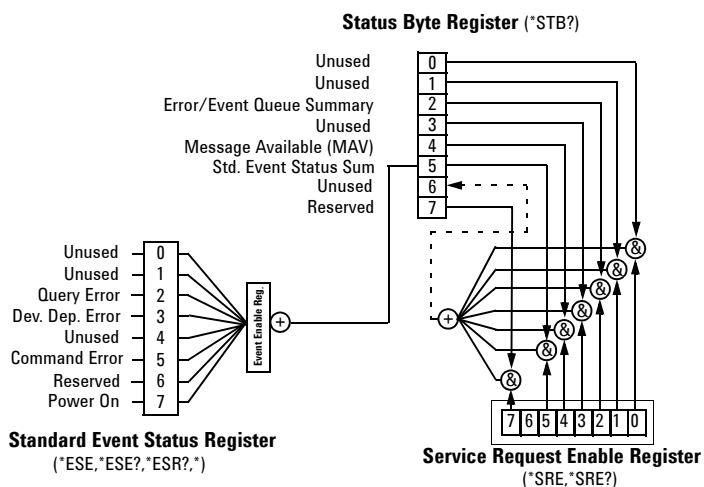 Status Byte Register (*STB?)
Unused 0
Unused 1
Error/Event Queue Summary 2
Unused 3
Message Available (MAV) 4
Std. Event Status Sum 5
Unused 6
Reserved 7
Unused 0
Unused 1
Query Error 2
Dev. Dep. Error 3
Unused 4
Command Error 5
Reserved 6
Power On 7
Event Enable Reg.
+
+
&
&
&
&
&
&
&
7 6 5 4 3 2 1 0
Standard Event Status Register
(*ESE,*ESE?,*ESR?,*)
Service Request Enable Register
(*SRE,*SRE?)